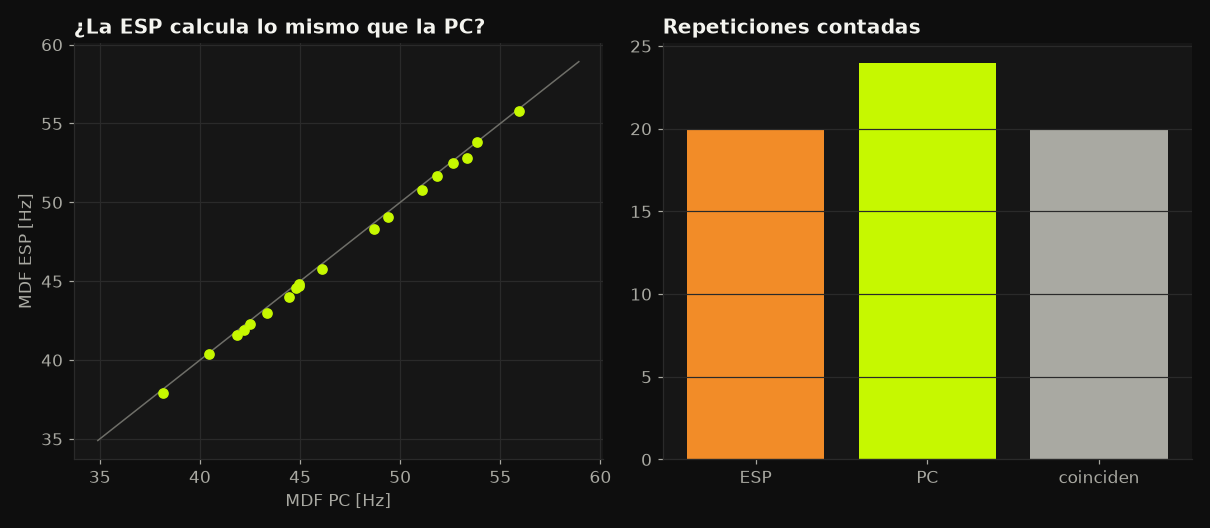 ¿La ESP calcula lo mismo que la PC?
60
55
50
45
40
35
MDF ESP [Hz]
35 40 45 50 55 60
MDF PC [Hz]
Repeticiones contadas
25
20
15
10
5
0
ESP PC coinciden